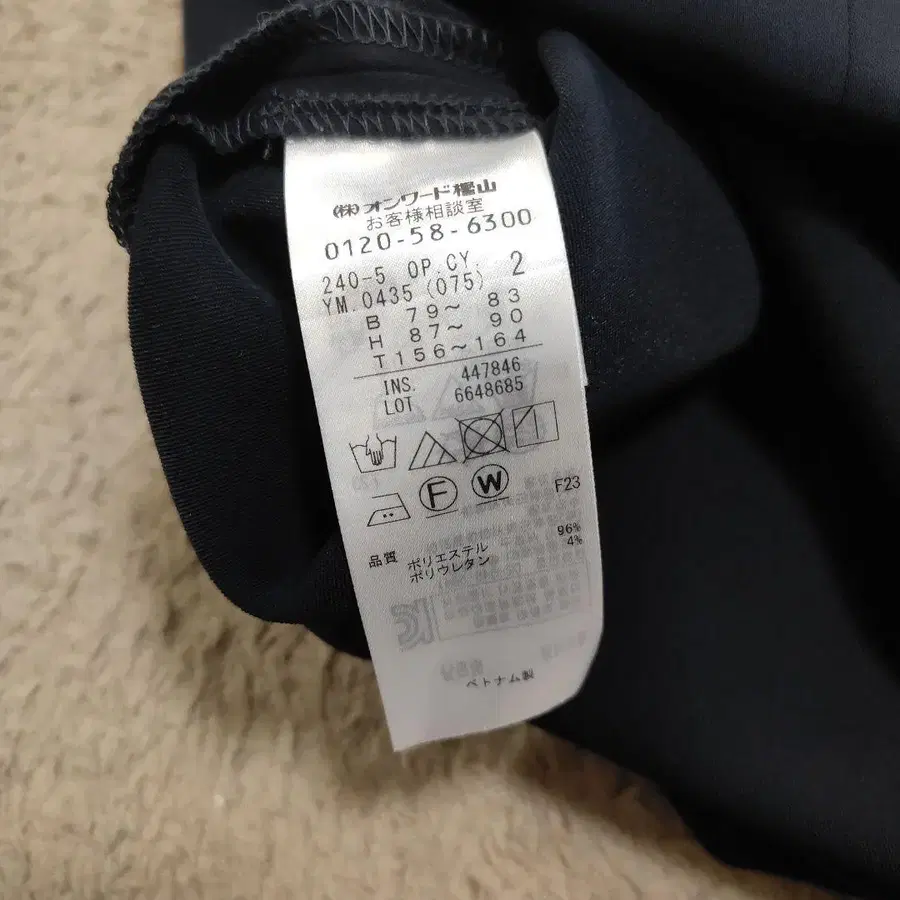 (株)オンワード樫山
お客様相談室
0120-58-6300
240-5 OP.CY. 2
YM.0435 (075)
B 79～ 83
H 87～ 90
T156～164
INS. 447846
LOT 6648685
F W F23
品質 ポリエステル 96%
ポリウレタン 4%
ベトナム製